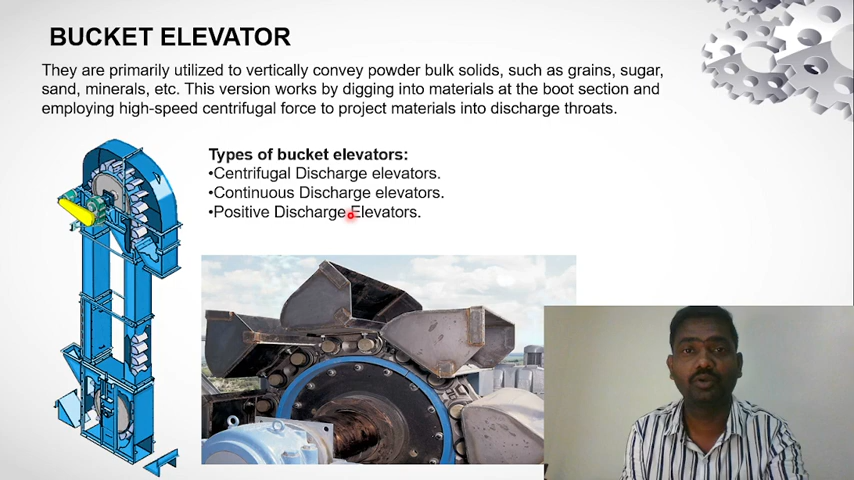 BUCKET ELEVATOR
They are primarily utilized to vertically convey powder bulk solids, such as grains, sugar,
sand, minerals, etc. This version works by digging into materials at the boot section and
employing high-speed centrifugal force to project materials into discharge throats.
Types of bucket elevators:
•Centrifugal Discharge elevators.
•Continuous Discharge elevators.
•Positive Discharge Elevators.